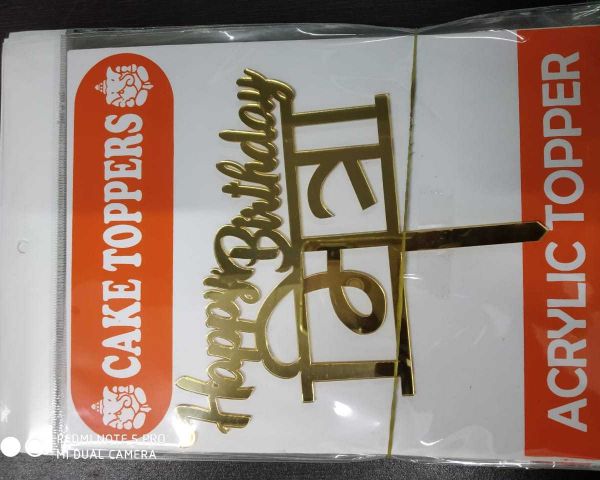 CAKE TOPPERS
Happy Birthday
मित्रा
ACRYLIC TOPPER
REDMI NOTE 5 PRO
MI DUAL CAMERA